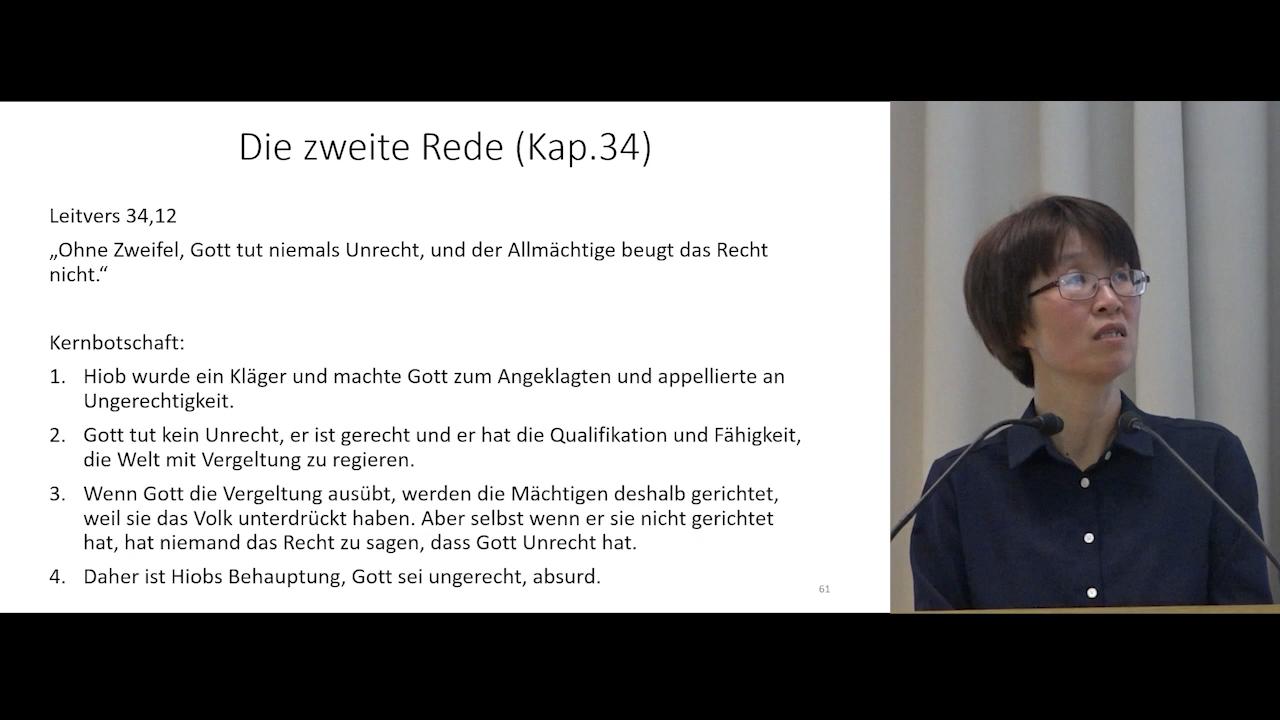 Die zweite Rede (Kap.34)
Leitvers 34,12
„Ohne Zweifel, Gott tut niemals Unrecht, und der Allmächtige beugt das Recht
nicht.“
Kernbotschaft:
1. Hiob wurde ein Kläger und machte Gott zum Angeklagten und appellierte an
Ungerechtigkeit.
2. Gott tut kein Unrecht, er ist gerecht und er hat die Qualifikation und Fähigkeit,
die Welt mit Vergeltung zu regieren.
3. Wenn Gott die Vergeltung ausübt, werden die Mächtigen deshalb gerichtet,
weil sie das Volk unterdrückt haben. Aber selbst wenn er sie nicht gerichtet
hat, hat niemand das Recht zu sagen, dass Gott Unrecht hat.
4. Daher ist Hiobs Behauptung, Gott sei ungerecht, absurd.
61